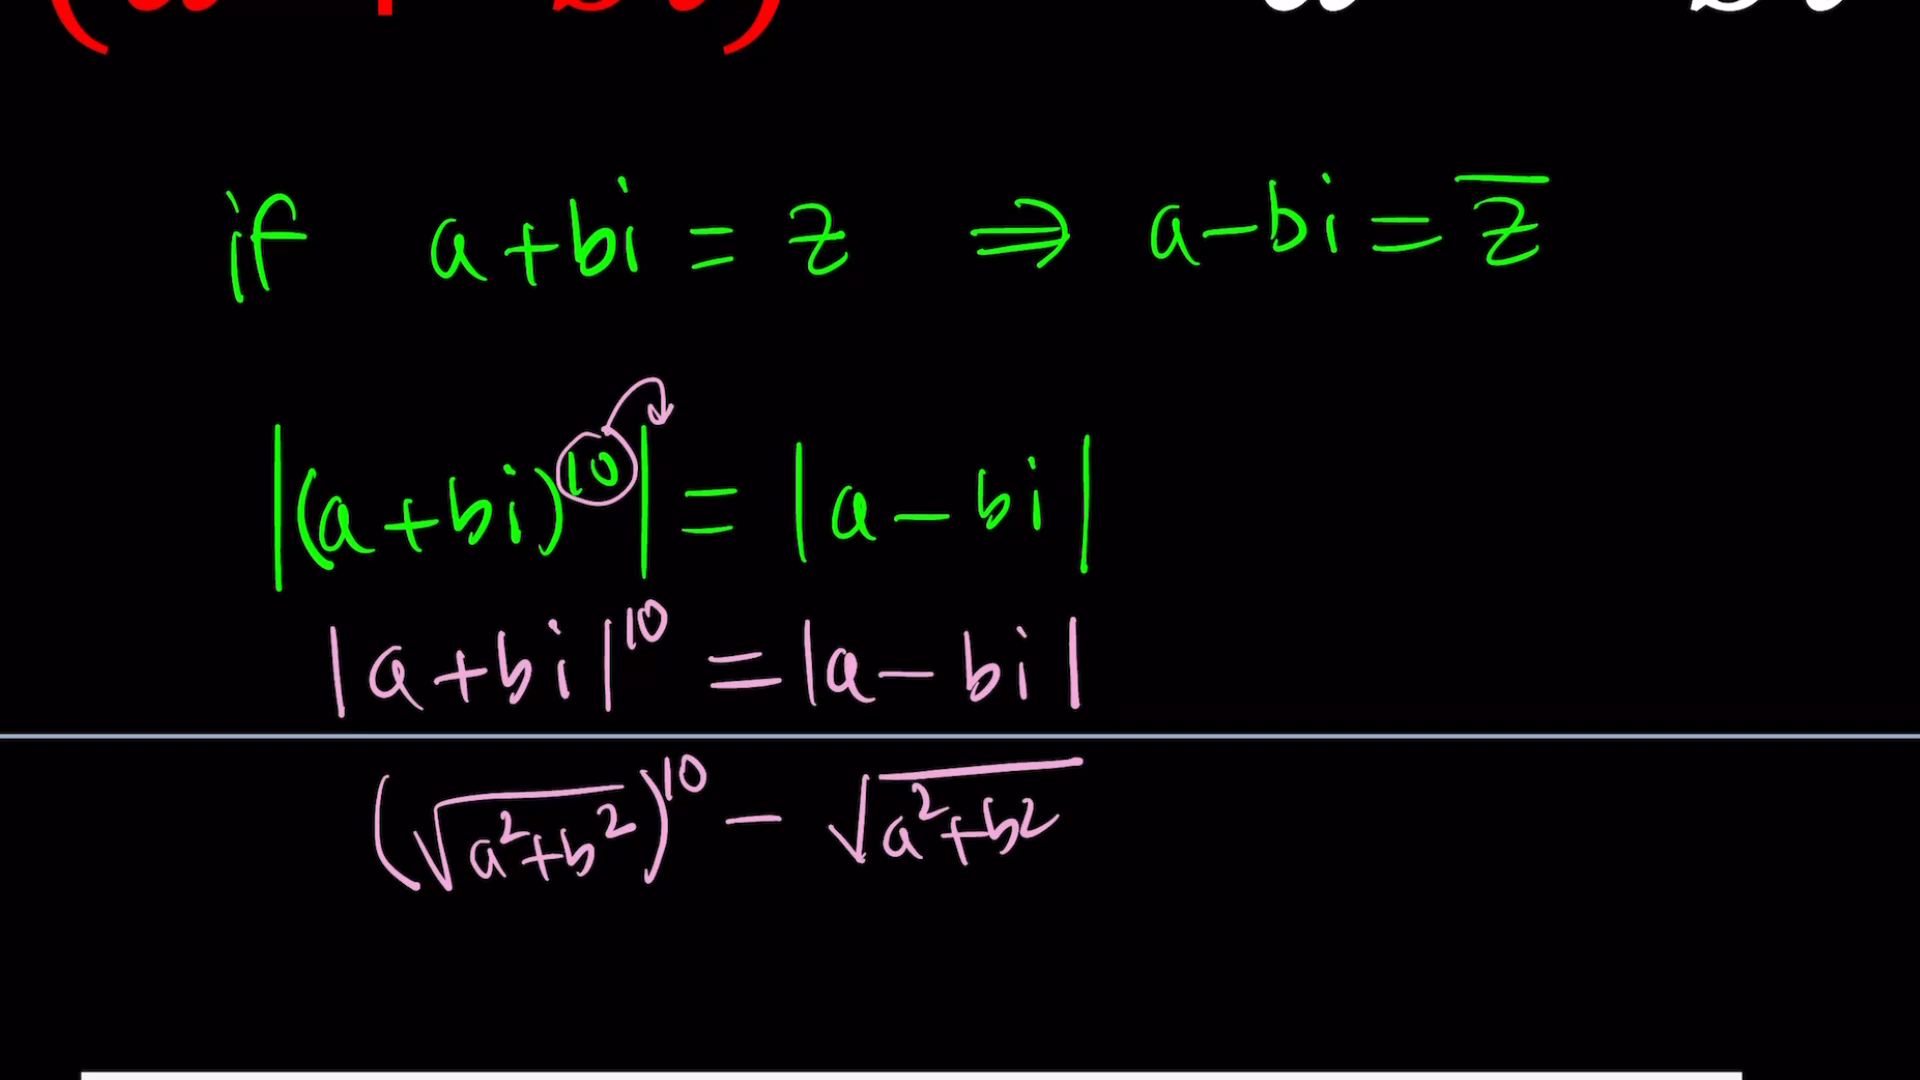 if a+bi = z ⇒ a-bi = z̅
|(a+bi)¹⁰| = |a-bi|
|a+bi|¹⁰ = |a-bi|
(√(a²+b²))¹⁰ - √(a²+b²)